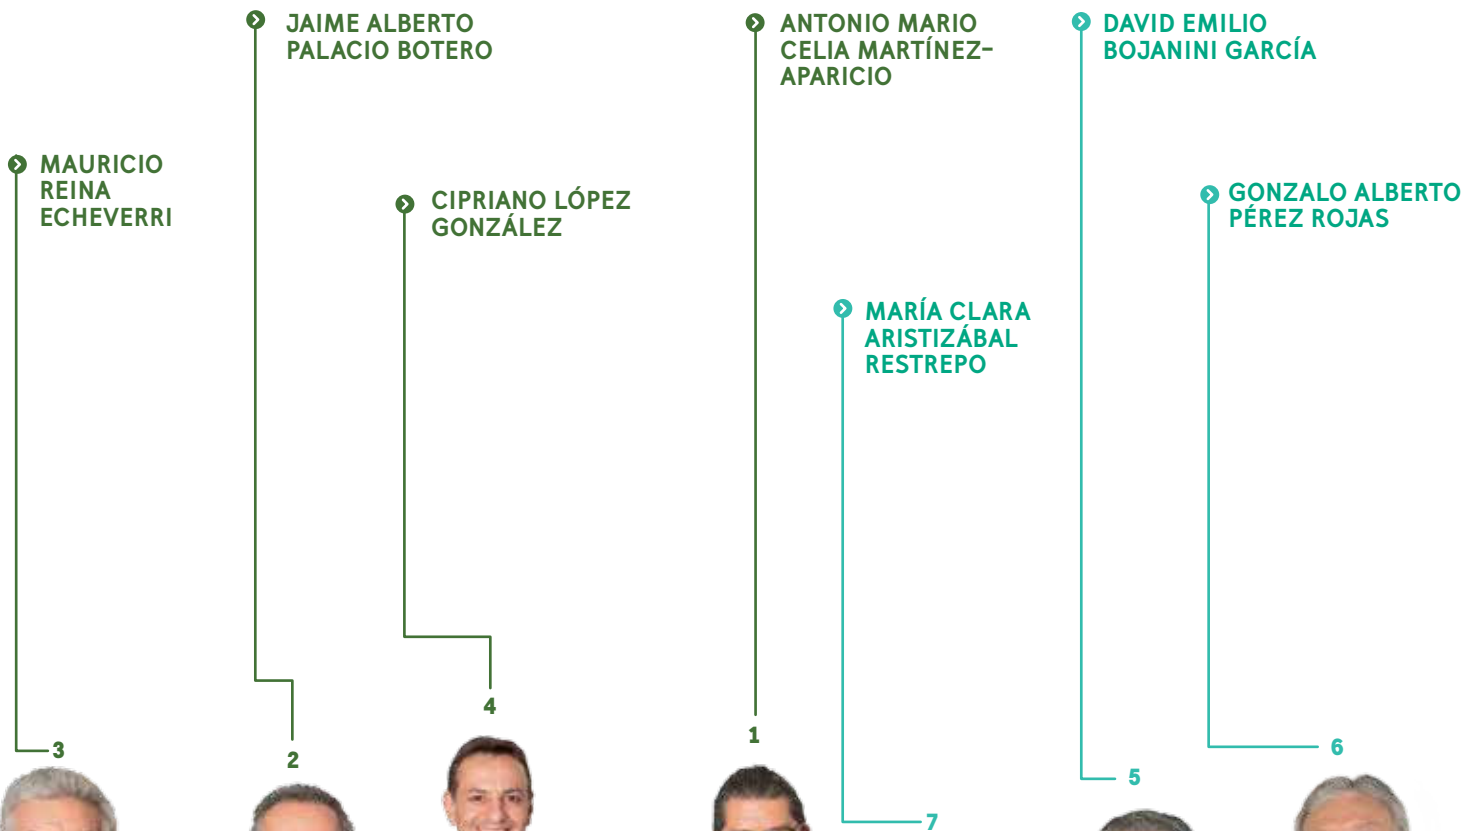 JAIME ALBERTO
PALACIO BOTERO
ANTONIO MARIO
CELIA MARTÍNEZ-
APARICIO
DAVID EMILIO
BOJANINI GARCÍA
MAURICIO
REINA
ECHEVERRI
CIPRIANO LÓPEZ
GONZÁLEZ
GONZALO ALBERTO
PÉREZ ROJAS
MARÍA CLARA
ARISTIZÁBAL
RESTREPO
4
1
3
2
6
5
7